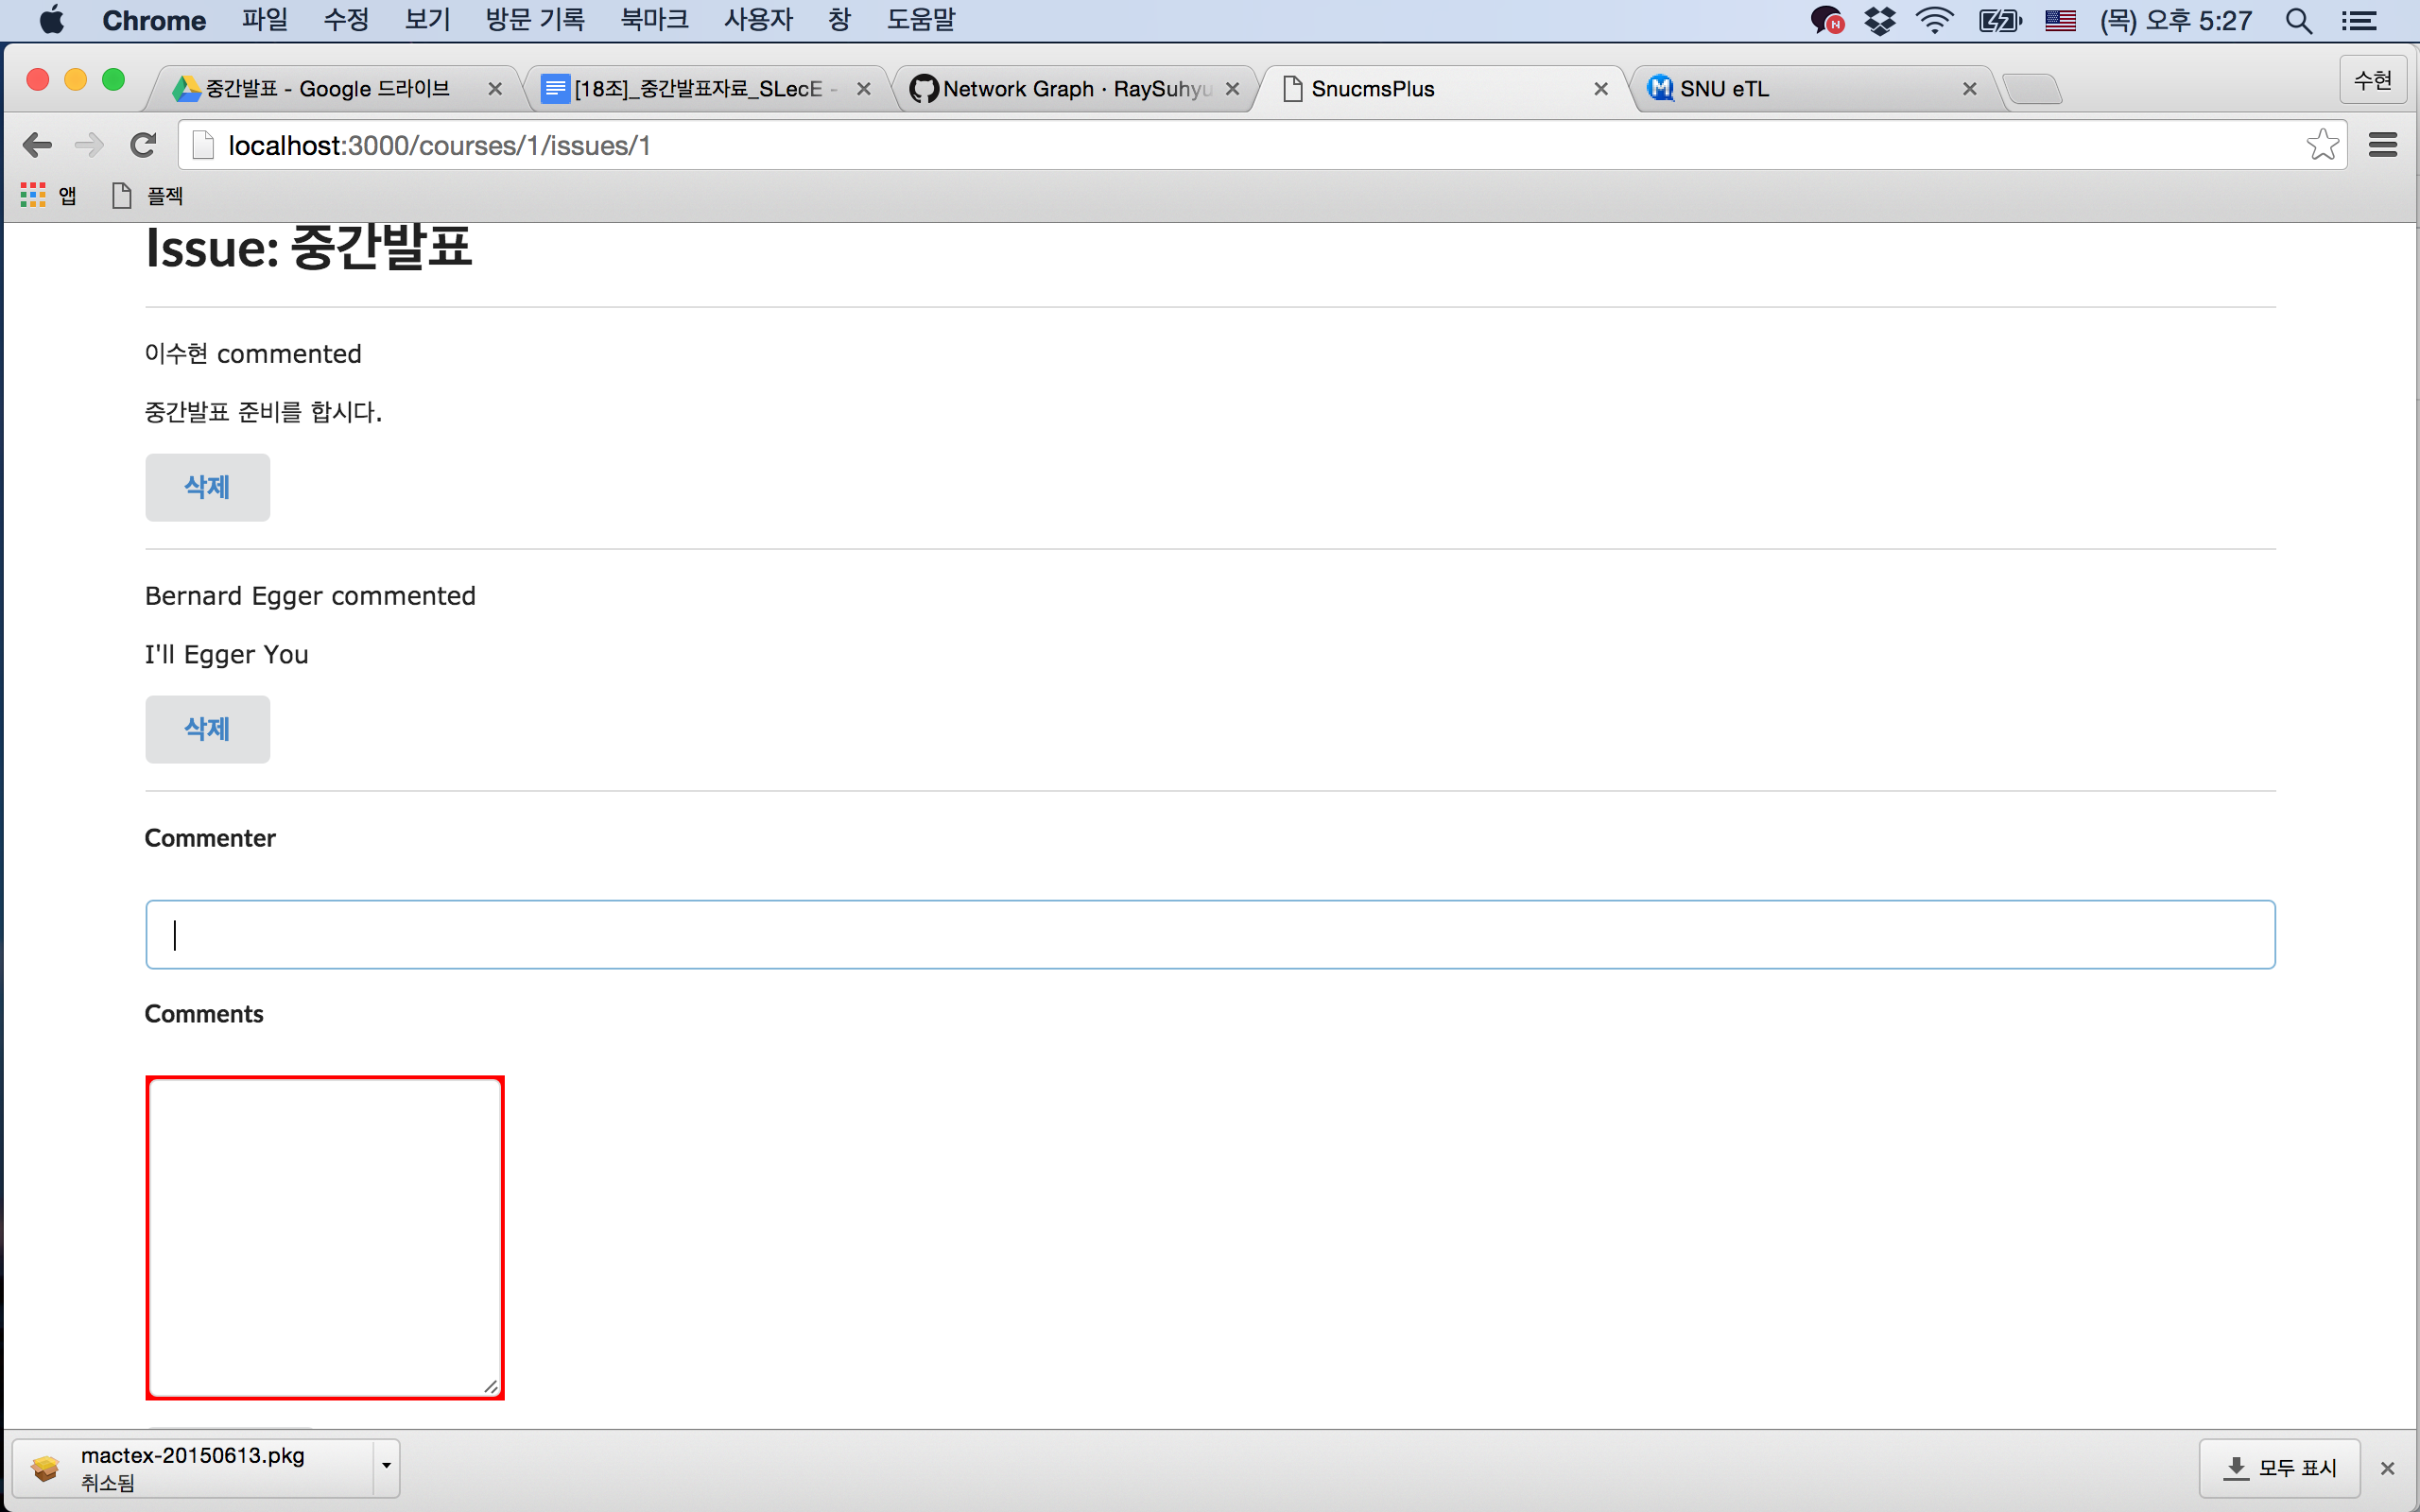 Chrome 파일 수정 보기 방문 기록 북마크 사용자 창 도움말 (목) 오후 5:27
중간발표 - Google 드라이브 [18조]_중간발표자료_SLecE - Network Graph · RaySuhyu SnucmsPlus SNU eTL 수현
localhost:3000/courses/1/issues/1
앱 플젝
Issue: 중간발표
이수현 commented
중간발표 준비를 합시다.
삭제
Bernard Egger commented
I'll Egger You
삭제
Commenter
Comments
mactex-20150613.pkg
취소됨
모두 표시